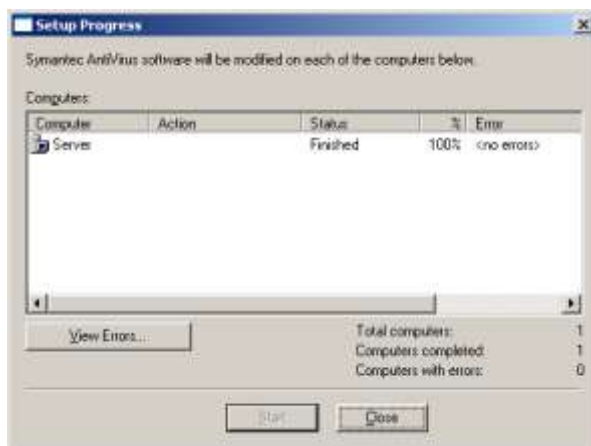 Setup Progress
Symantec AntiVirus software will be modified on each of the computers below.
Computers:
Computer Action Status % Error
Server Finished 100% <no errors>
View Errors...
Total computers: 1
Computers completed: 1
Computers with errors: 0
Start Close